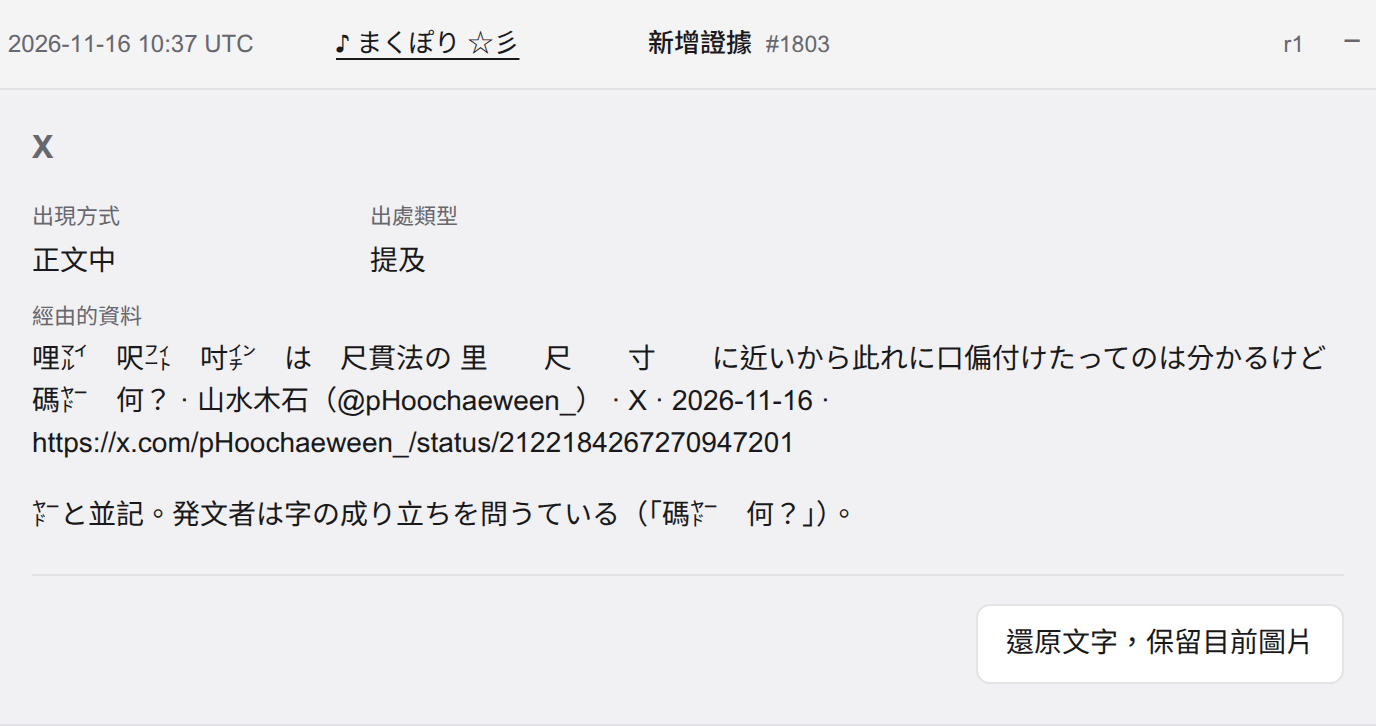 2026-11-16 10:37 UTC ♪ まくぽり ☆彡 新增證據 #1803 r1 −
X
出現方式 出處類型
正文中 提及
經由的資料
哩㍄　呎㌳　吋㌅　は　尺貫法の 里　　尺　　寸　　に近いから此れに口偏付けたってのは分かるけど
碼㍎　何？ · 山水木石（@pHoochaeween_） · X · 2026-11-16 ·
https://x.com/pHoochaeween_/status/2122184267270947201
㍎と並記。発文者は字の成り立ちを問うている（「碼㍎　何？」）。
還原文字，保留目前圖片